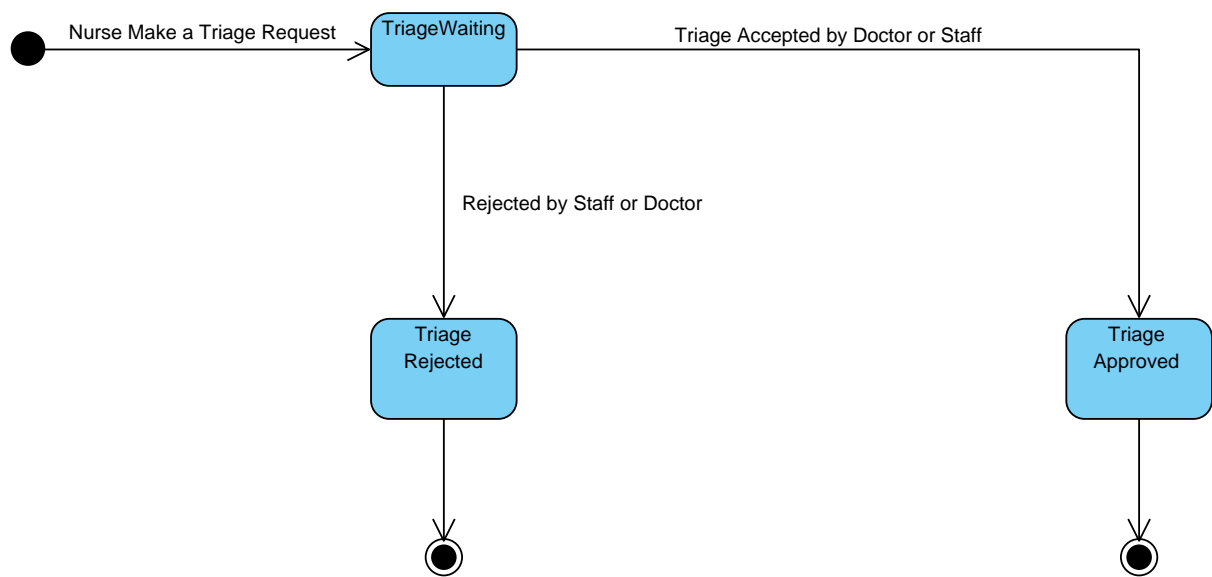 Nurse Make a Triage Request
TriageWaiting
Triage Accepted by Doctor or Staff
Rejected by Staff or Doctor
Triage
Rejected
Triage
Approved